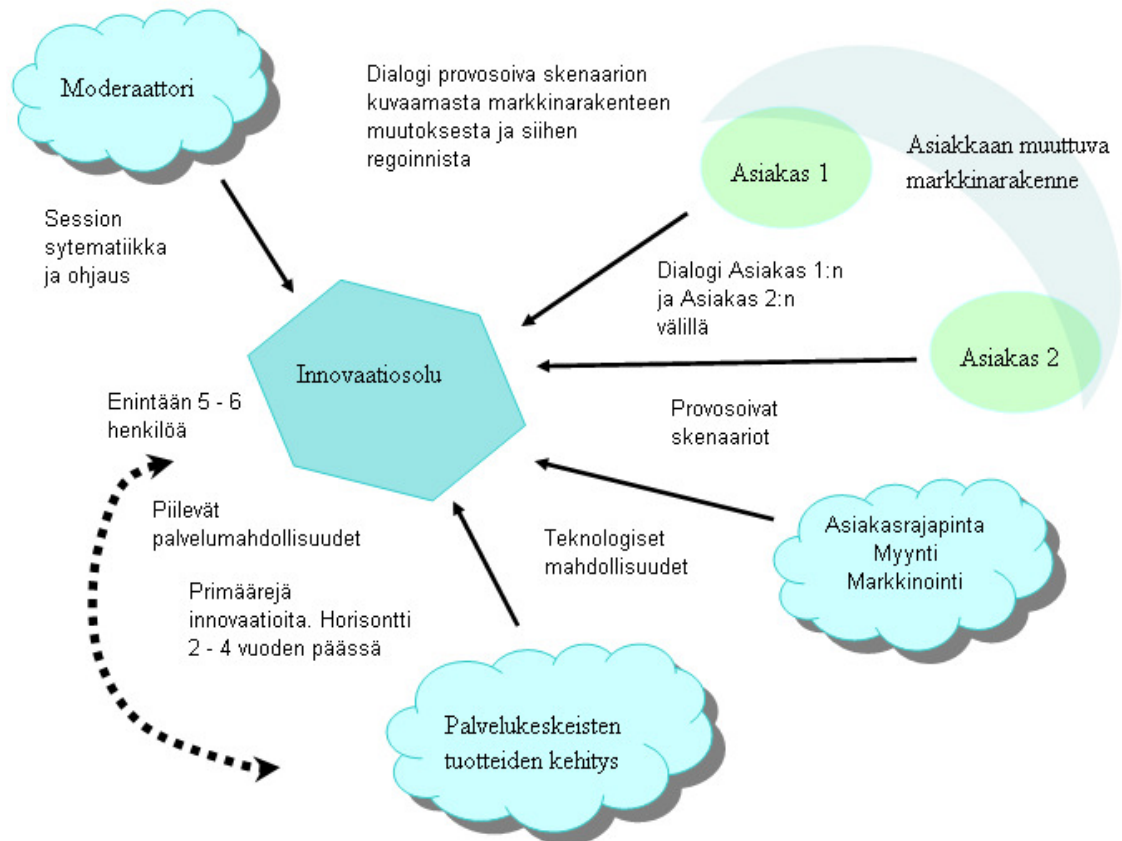 Moderaattori
Dialogi provosoiva skenaarion
kuvaamasta markkinarakenteen
muutoksesta ja siihen
regoinnista
Asiakas 1
Asiakkaan muuttuva
markkinarakenne
Session
sytematiikka
ja ohjaus
Dialogi Asiakas 1:n
ja Asiakas 2:n
välillä
Innovaatiosolu
Asiakas 2
Enintään 5 - 6
henkilöä
Provosoivat
skenaariot
Piilevät
palvelumahdollisuudet
Teknologiset
mahdollisuudet
Asiakasrajapinta
Myynti
Markkinointi
Primäärejä
innovaatioita. Horisontti
2 - 4 vuoden päässä
Palvelukeskeisten
tuotteiden kehitys